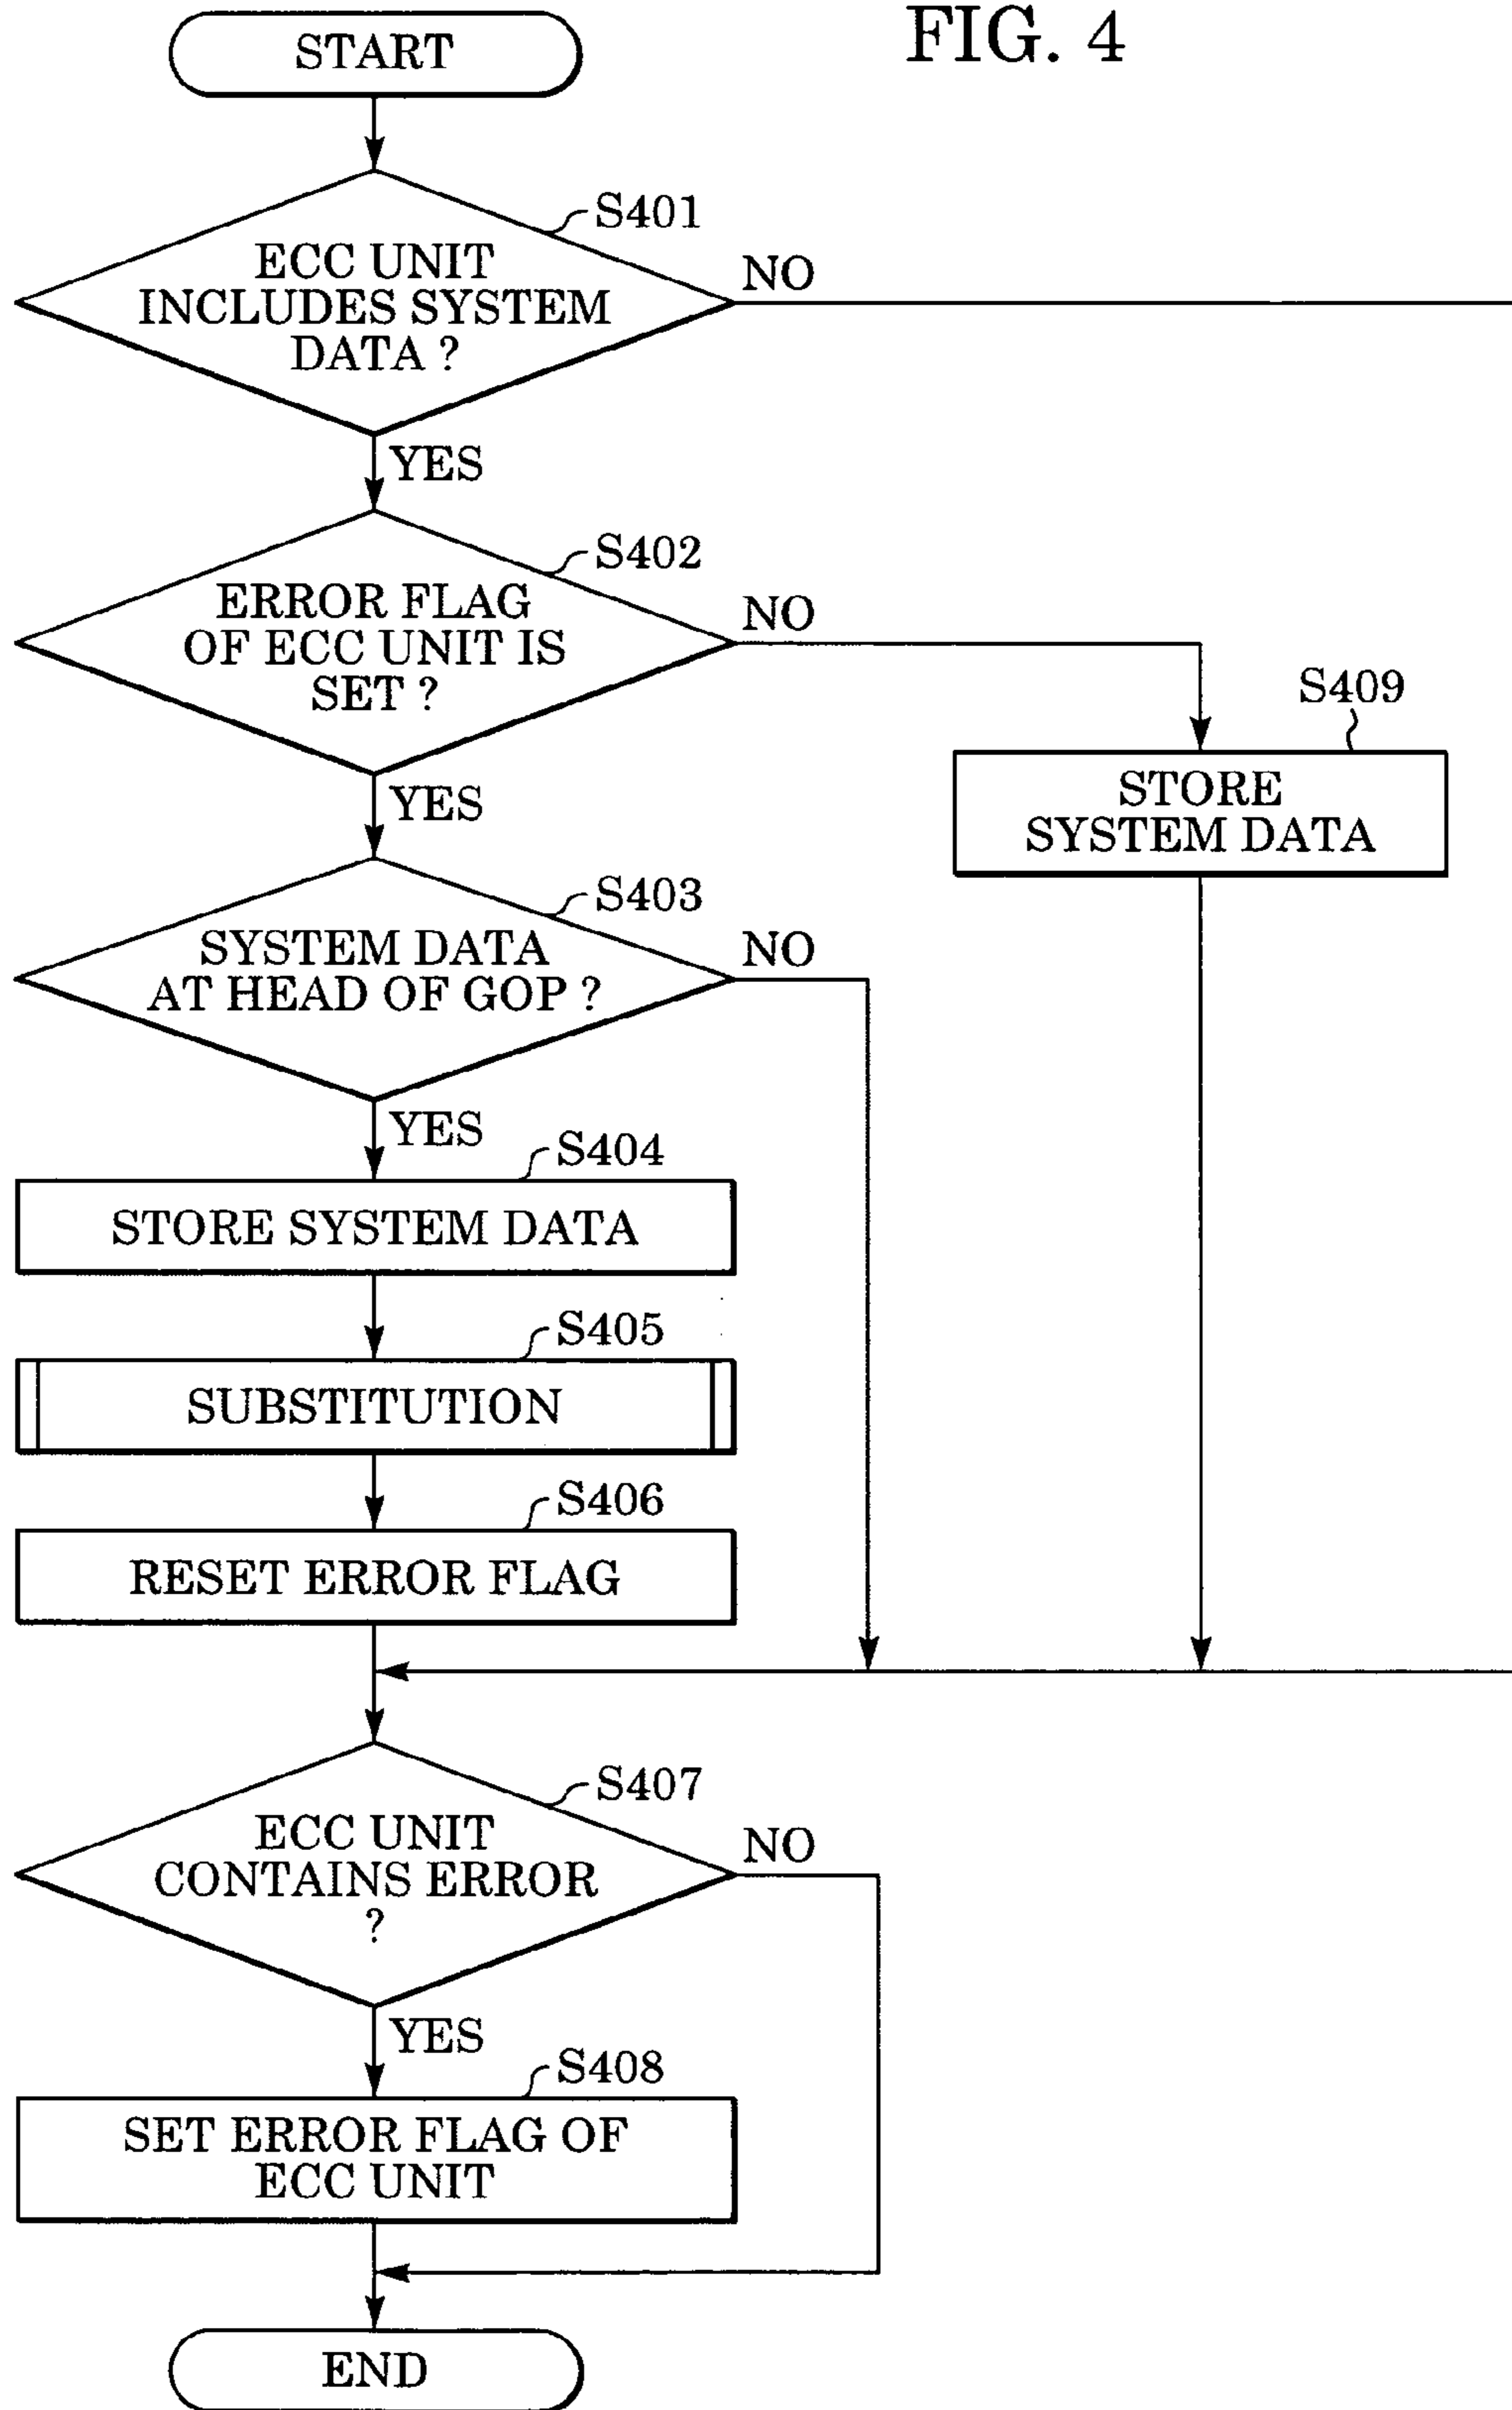 FIG. 4
START
S401
ECC UNIT
INCLUDES SYSTEM
DATA ?
NO
YES
S402
ERROR FLAG
OF ECC UNIT IS
SET ?
NO
YES
S409
STORE
SYSTEM DATA
S403
SYSTEM DATA
AT HEAD OF GOP ?
NO
YES
S404
STORE SYSTEM DATA
S405
SUBSTITUTION
S406
RESET ERROR FLAG
S407
ECC UNIT
CONTAINS ERROR
?
NO
YES
S408
SET ERROR FLAG OF
ECC UNIT
END